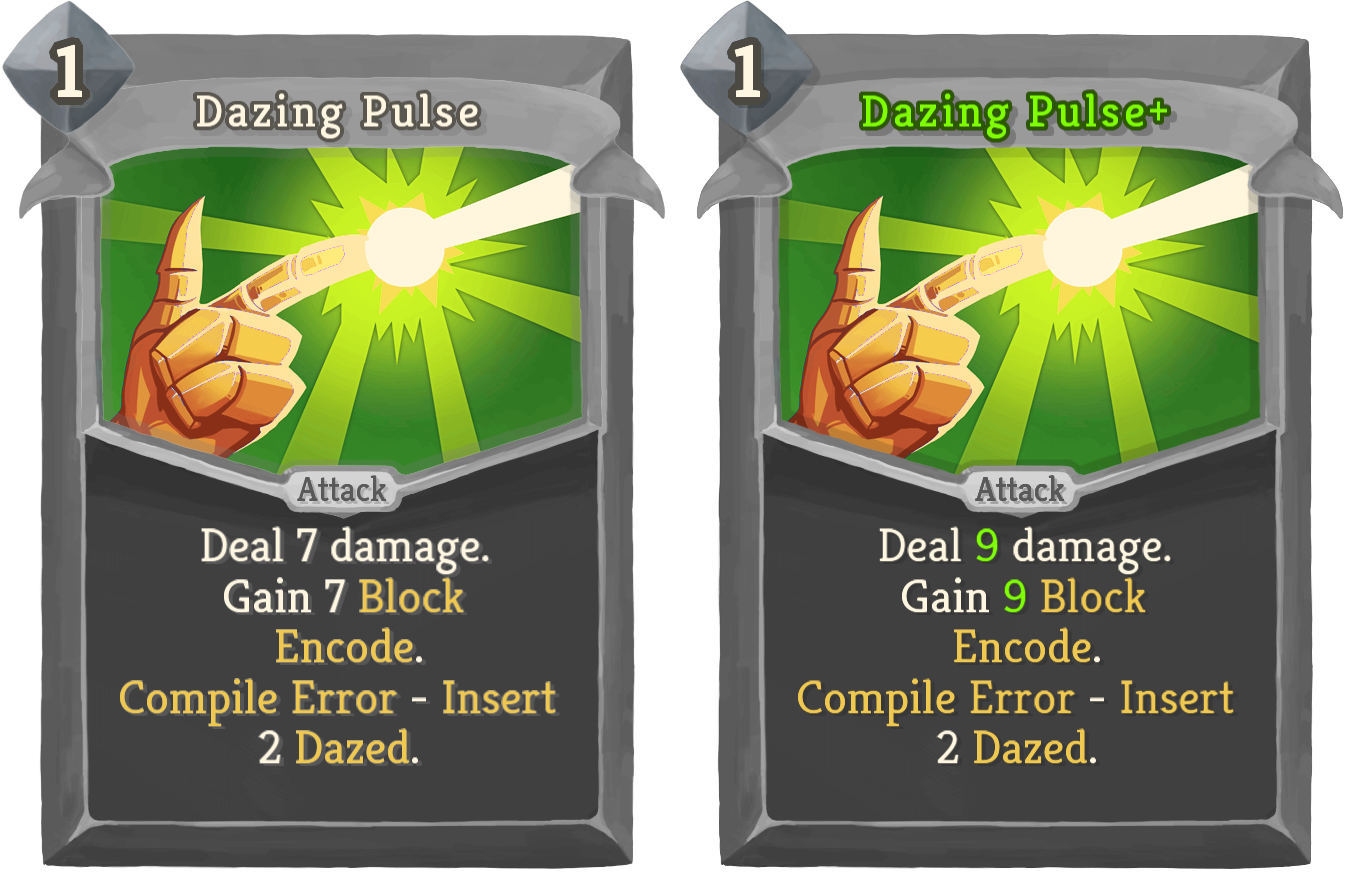 1
Dazing Pulse
Attack
Deal 7 damage.
Gain 7 Block
Encode.
Compile Error - Insert
2 Dazed.
1
Dazing Pulse+
Attack
Deal 9 damage.
Gain 9 Block
Encode.
Compile Error - Insert
2 Dazed.